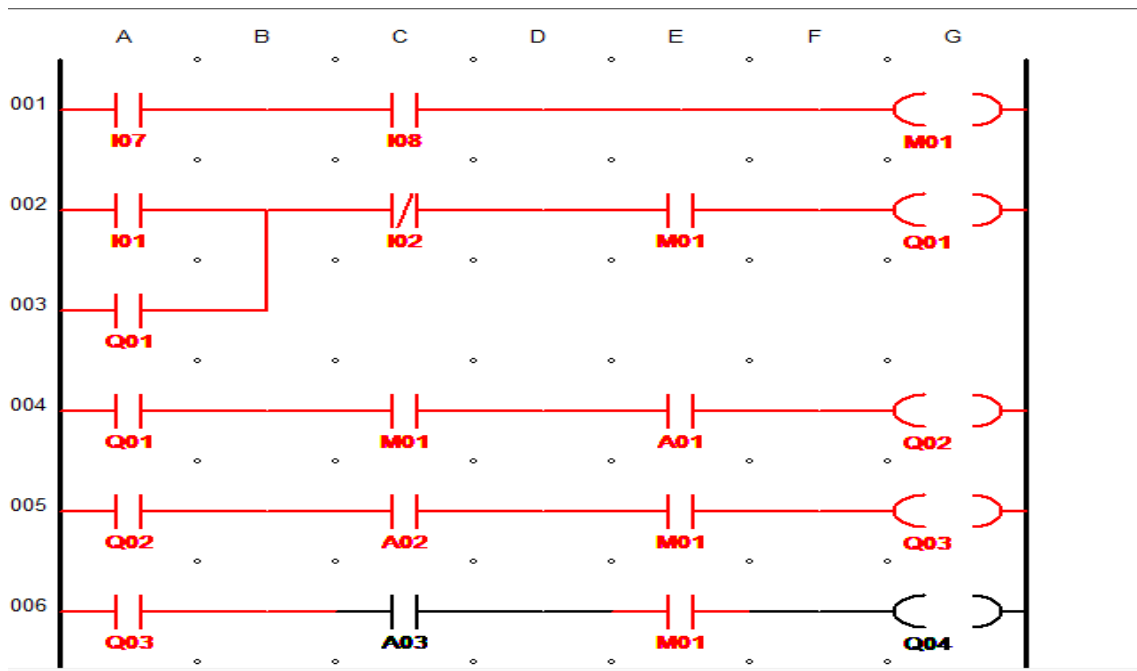 A B C D E F G
001
I07 I08 M01
002
I01 I02 M01 Q01
003
Q01
004
Q01 M01 A01 Q02
005
Q02 A02 M01 Q03
006
Q03 A03 M01 Q04